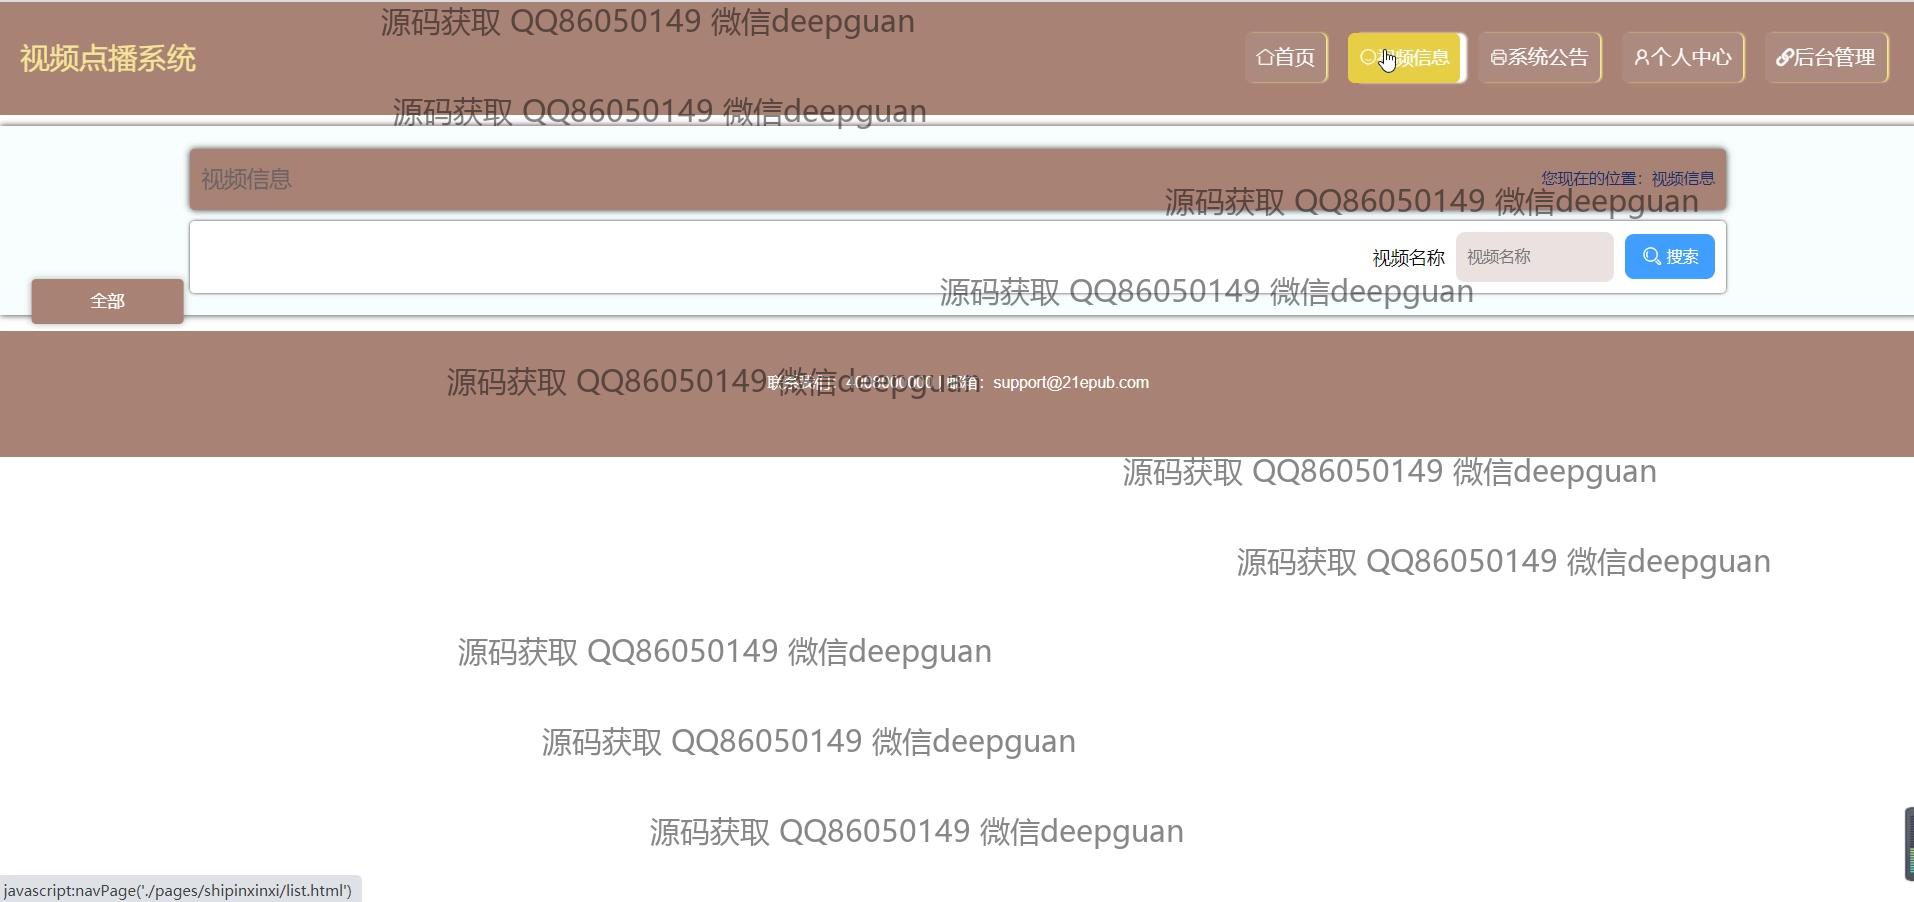 源码获取 QQ86050149 微信deepguan
视频点播系统
首页
视频信息
系统公告
个人中心
后台管理
源码获取 QQ86050149 微信deepguan
视频信息
您现在的位置：视频信息
源码获取 QQ86050149 微信deepguan
视频名称
视频名称
搜索
源码获取 QQ86050149 微信deepguan
全部
源码获取 QQ86050149 微信deepguan
联系我们：4008000000 | 邮箱：support@21epub.com
源码获取 QQ86050149 微信deepguan
源码获取 QQ86050149 微信deepguan
源码获取 QQ86050149 微信deepguan
源码获取 QQ86050149 微信deepguan
源码获取 QQ86050149 微信deepguan
javascript:navPage('./pages/shipinxinxi/list.html')